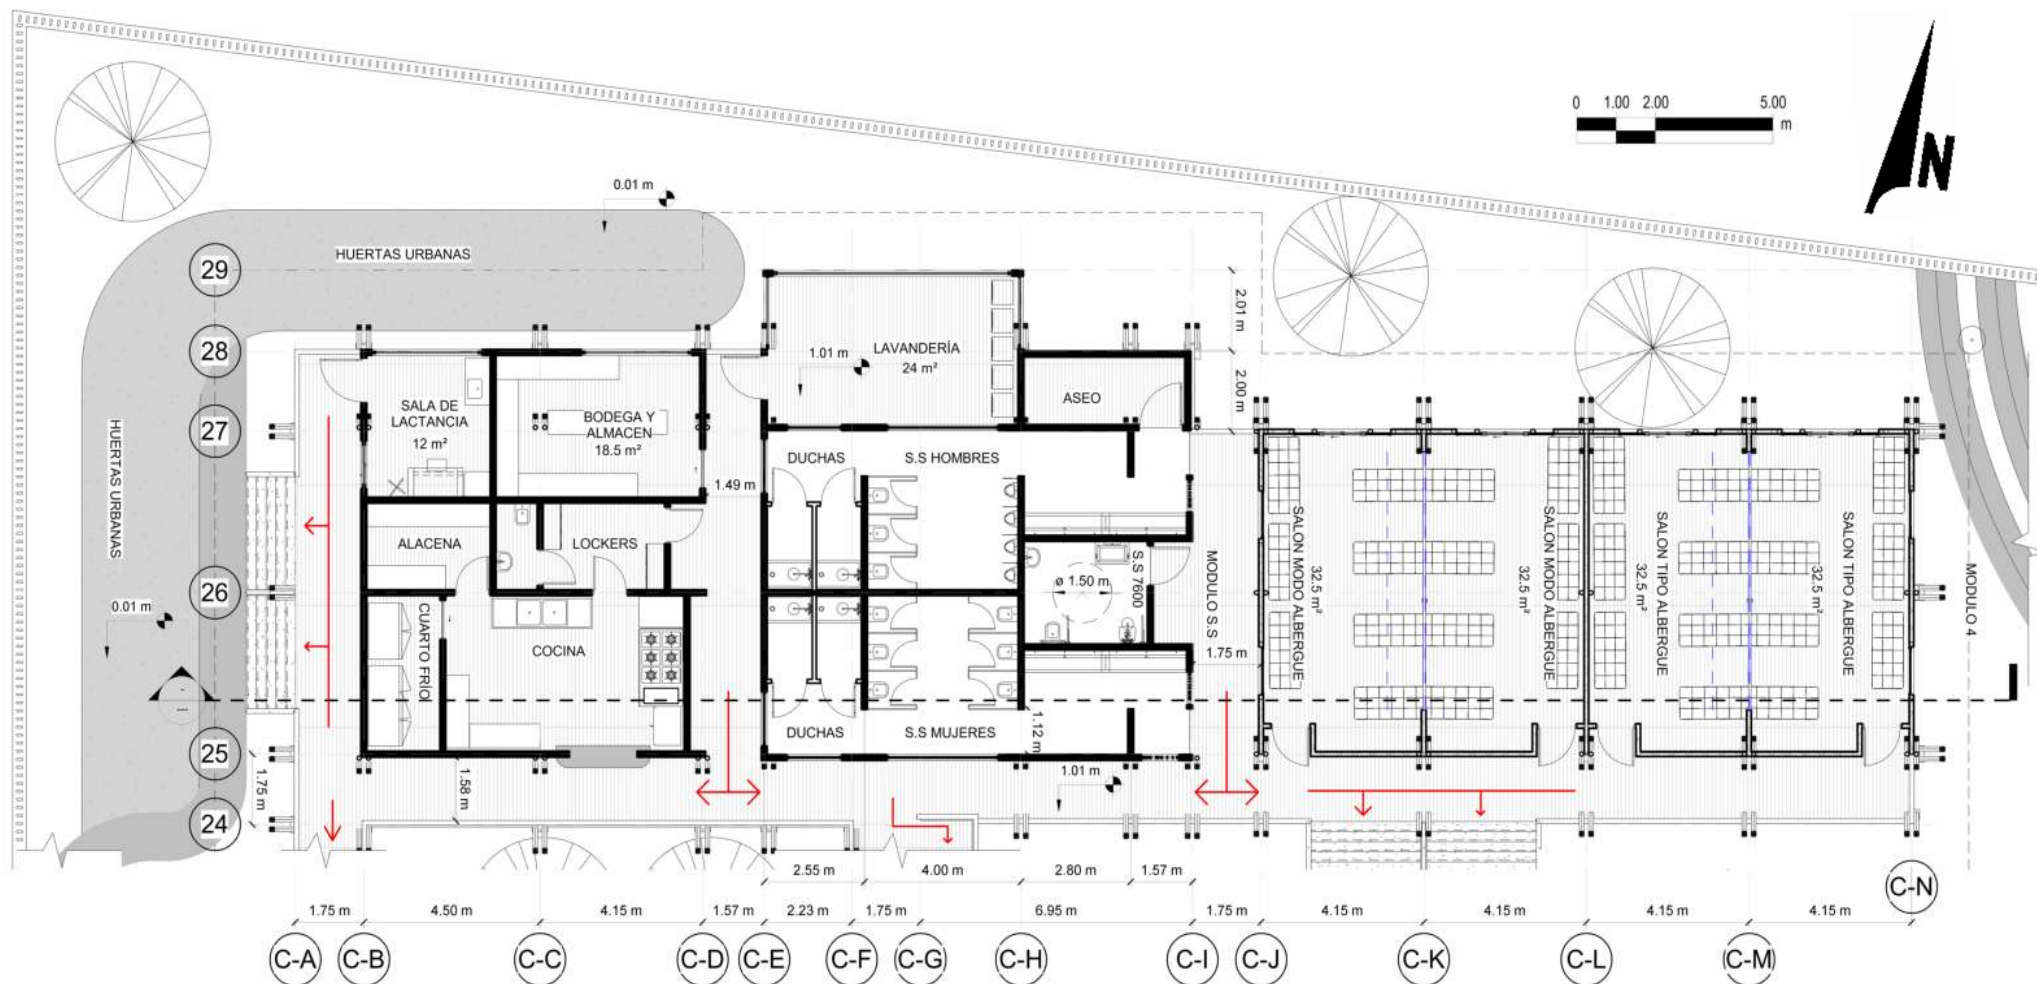 0 1.00 2.00 5.00
m
N
0.01 m
HUERTAS URBANAS
29
28
27
26
25
24
HUERTAS URBANAS
0.01 m
1.75 m
2.01 m
2.00 m
LAVANDERÍA
24 m²
1.01 m
ASEO
SALA DE
LACTANCIA
12 m²
BODEGA Y
ALMACEN
18.5 m²
1.49 m
DUCHAS
S.S HOMBRES
ALACENA
LOCKERS
CUARTO FRÍO
COCINA
ø 1.50 m
S.S 7600
MODULO S.S
1.75 m
DUCHAS
S.S MUJERES
1.12 m
1.01 m
1.58 m
SALON MODO ALBERGUE
32.5 m²
SALON MODO ALBERGUE
32.5 m²
SALON TIPO ALBERGUE
32.5 m²
SALON TIPO ALBERGUE
32.5 m²
MODULO 4
2.55 m 4.00 m 2.80 m 1.57 m
1.75 m 4.50 m 4.15 m 1.57 m 2.23 m 1.75 m 6.95 m 1.75 m 4.15 m 4.15 m 4.15 m 4.15 m
C-N
C-A C-B C-C C-D C-E C-F C-G C-H C-I C-J C-K C-L C-M